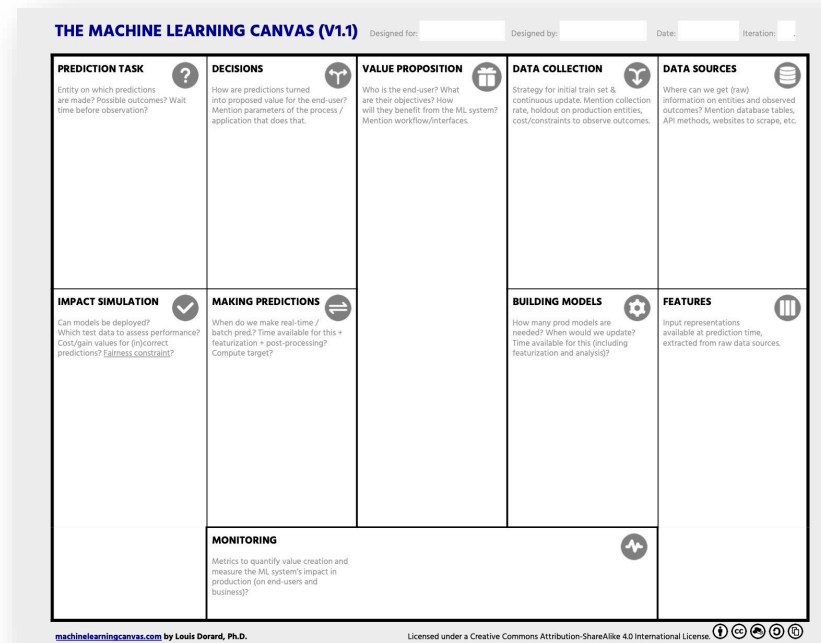 THE MACHINE LEARNING CANVAS (V1.1)
Designed for:
Designed by:
Date:
Iteration:
PREDICTION TASK
Entity on which predictions
are made? Possible outcomes? Wait
time before observation?
DECISIONS
How are predictions turned
into proposed value for the end-user?
Mention parameters of the process /
application that does that.
VALUE PROPOSITION
Who is the end-user? What
are their objectives? How
will they benefit from the ML system?
Mention workflow/interfaces.
DATA COLLECTION
Strategy for initial train set &
continuous update. Mention collection
rate, holdout on production entities,
cost/constraints to observe outcomes.
DATA SOURCES
Where can we get (raw)
information on entities and observed
outcomes? Mention database tables,
API methods, websites to scrape, etc.
IMPACT SIMULATION
Can models be deployed?
Which test data to assess performance?
Cost/gain values for (in)correct
predictions? Fairness constraint?
MAKING PREDICTIONS
When do we make real-time /
batch pred.? Time available for this +
featurization + post-processing?
Compute target?
BUILDING MODELS
How many prod models are
needed? When would we update?
Time available for this (including
featurization and analysis)?
FEATURES
Input representations
available at prediction time,
extracted from raw data sources.
MONITORING
Metrics to quantify value creation and
measure the ML system's impact in
production (on end-users and
business)?
machinelearningcanvas.com by Louis Dorard, Ph.D.
Licensed under a Creative Commons Attribution-ShareAlike 4.0 International License.